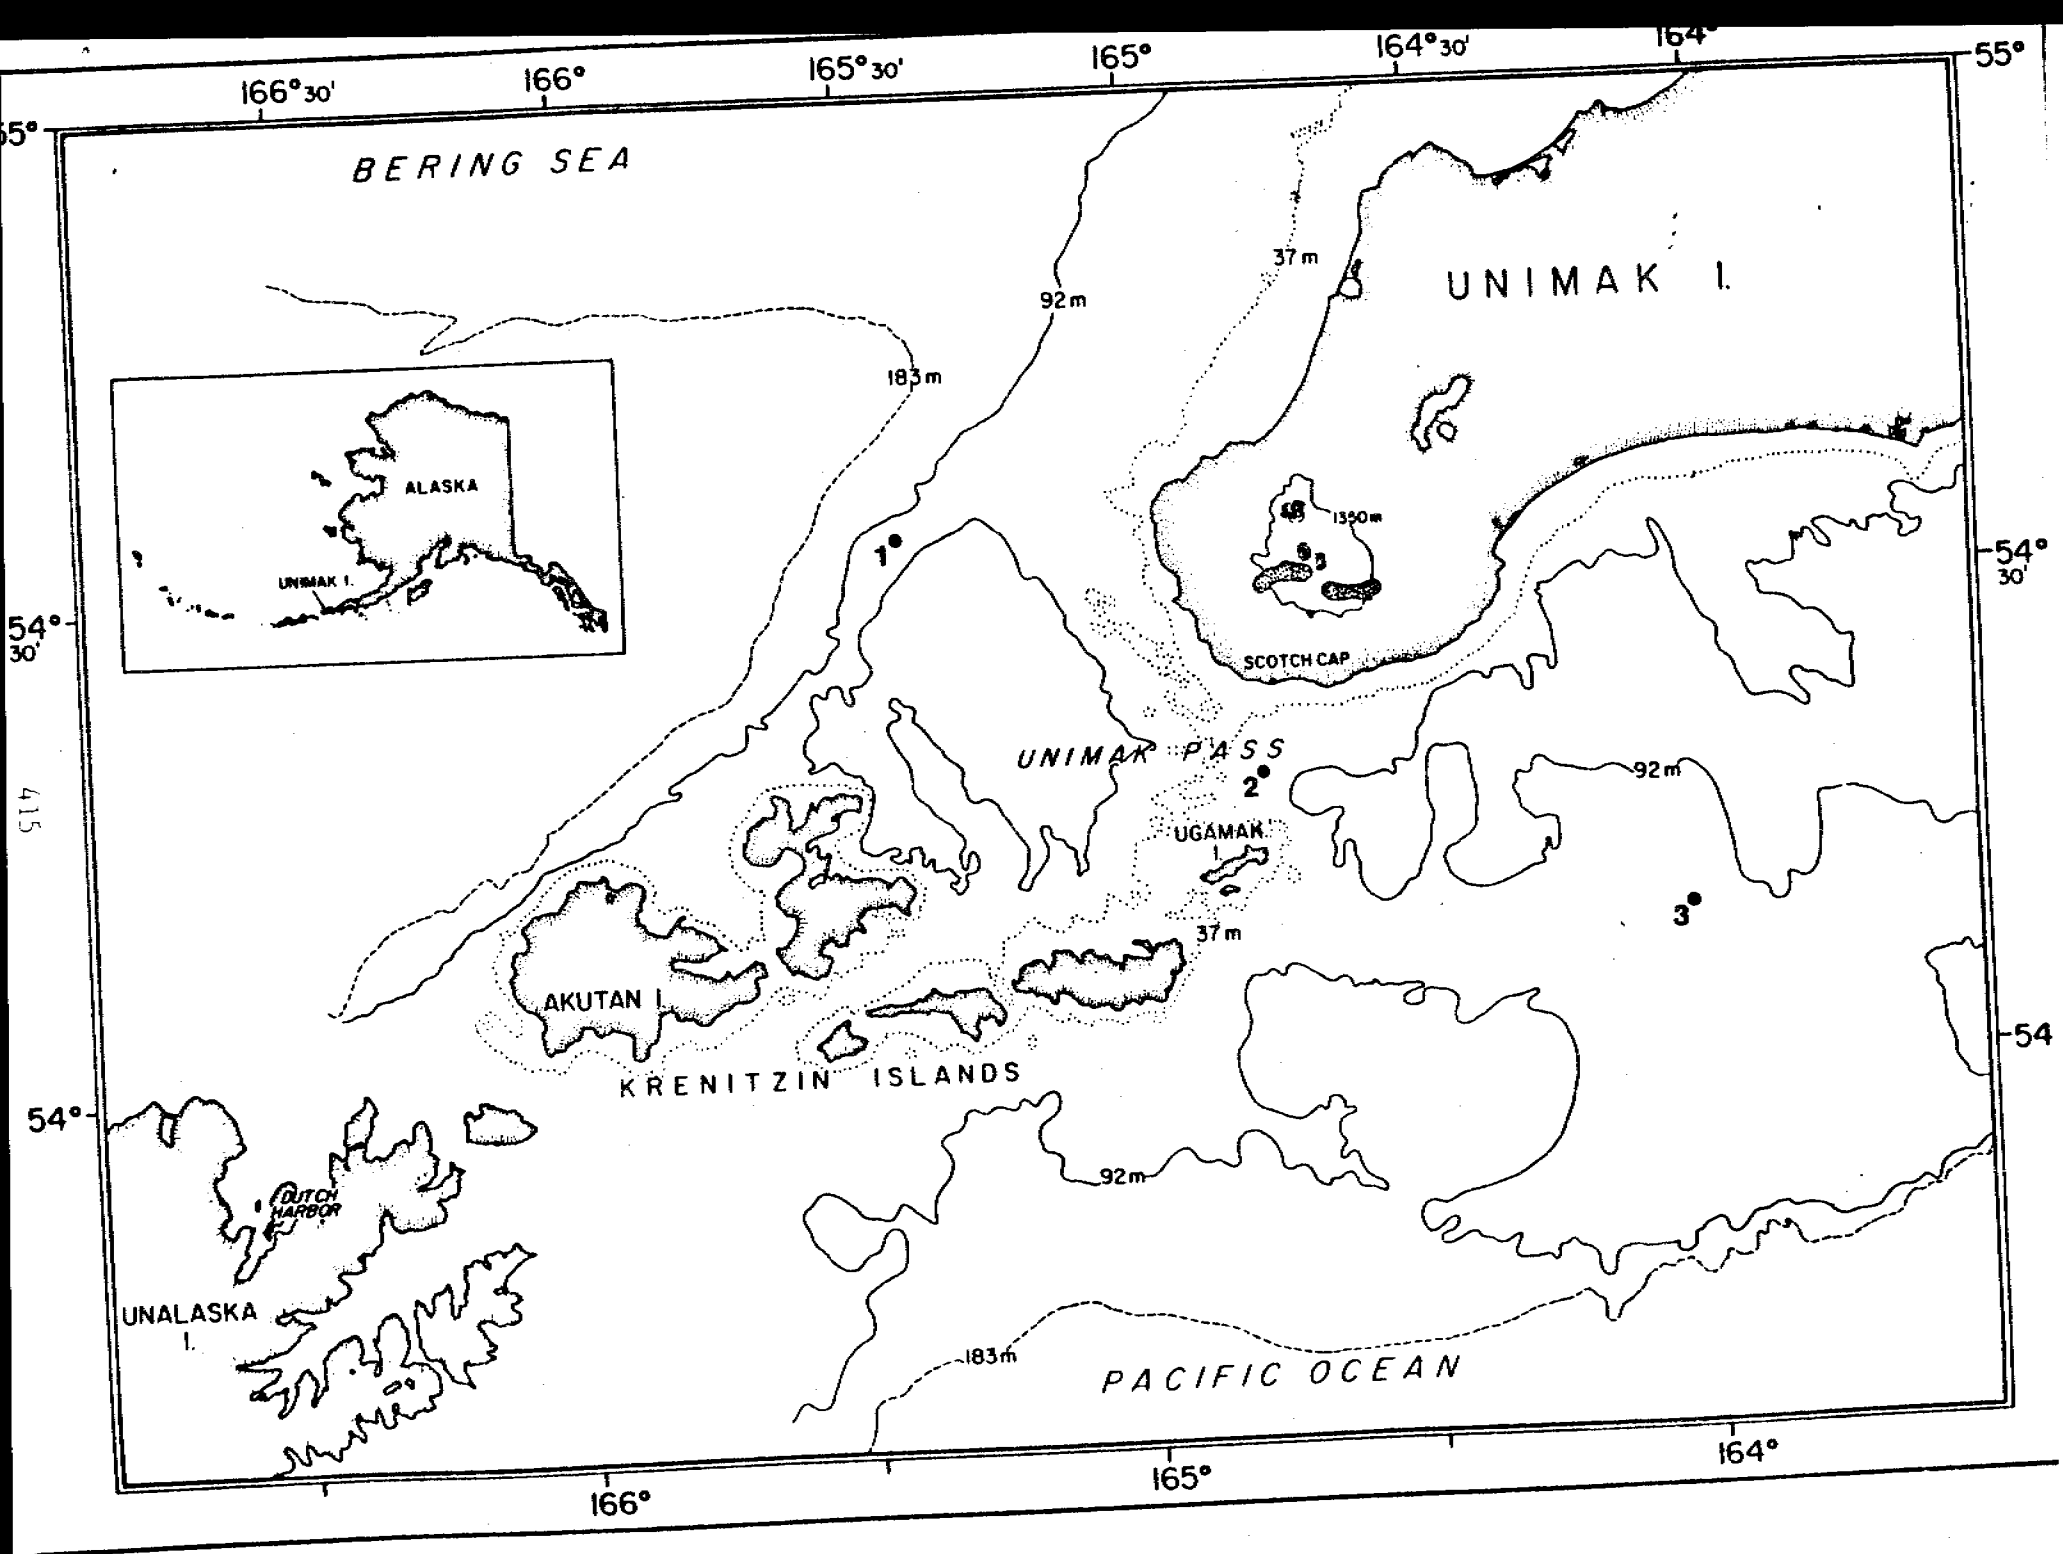 166°30'
166°
165°30'
165°
164°30'
164°
55°
55°
BERING SEA
37m
UNIMAK I.
92m
183m
ALASKA
1350m
1
54°
30'
UNIMAK I.
54°
30'
SCOTCH CAP
UNIMAK PASS
92m
2
415
UGAMAK
I.
3
37m
AKUTAN I.
54
KRENITZIN ISLANDS
54°
92m
DUTCH
HARBOR
UNALASKA
I.
183m
PACIFIC OCEAN
164°
165°
166°